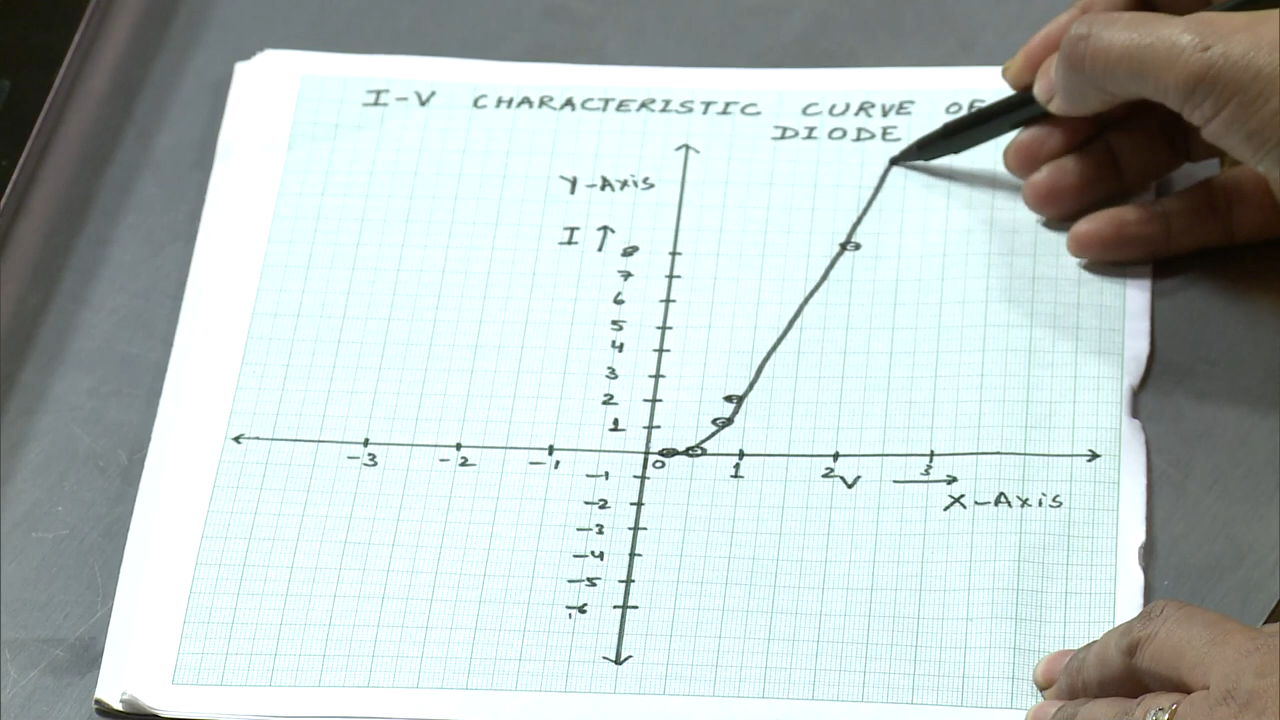 I-V CHARACTERISTIC CURVE OF
DIODE
Y-Axis
I ↑
8
7
6
5
4
3
2
1
-3 -2 -1 0 1 2 3
V →
X-Axis
-1
-2
-3
-4
-5
-6